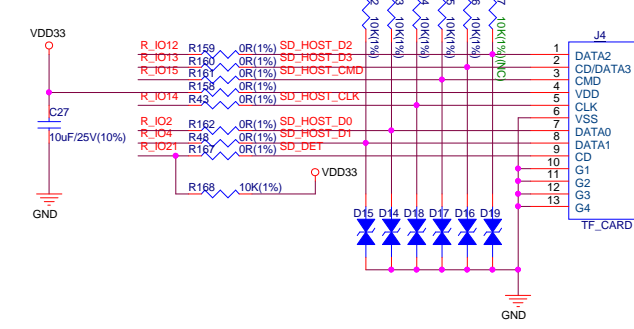 10K(1%)
10K(1%)
10K(1%)
10K(1%)
10K(1%)
10K(1%)(NC)
VDD33
C27
10uF/25V(10%)
GND
R_IO12 R159 0R(1%) SD_HOST_D2
R_IO13 R160 0R(1%) SD_HOST_D3
R_IO15 R161 0R(1%) SD_HOST_CMD
R158 0R(1%)
R_IO14 R43 0R(1%) SD_HOST_CLK
R_IO2 R162 0R(1%) SD_HOST_D0
R_IO4 R48 0R(1%) SD_HOST_D1
R_IO21 R167 0R(1%) SD_DET
R168 10K(1%)
VDD33
J4
1 DATA2
2 CD/DATA3
3 CMD
4 VDD
5 CLK
6 VSS
7 DATA0
8 DATA1
9 CD
10 G1
11 G2
12 G3
13 G4
TF_CARD
D15 D14 D18 D17 D16 D19
GND